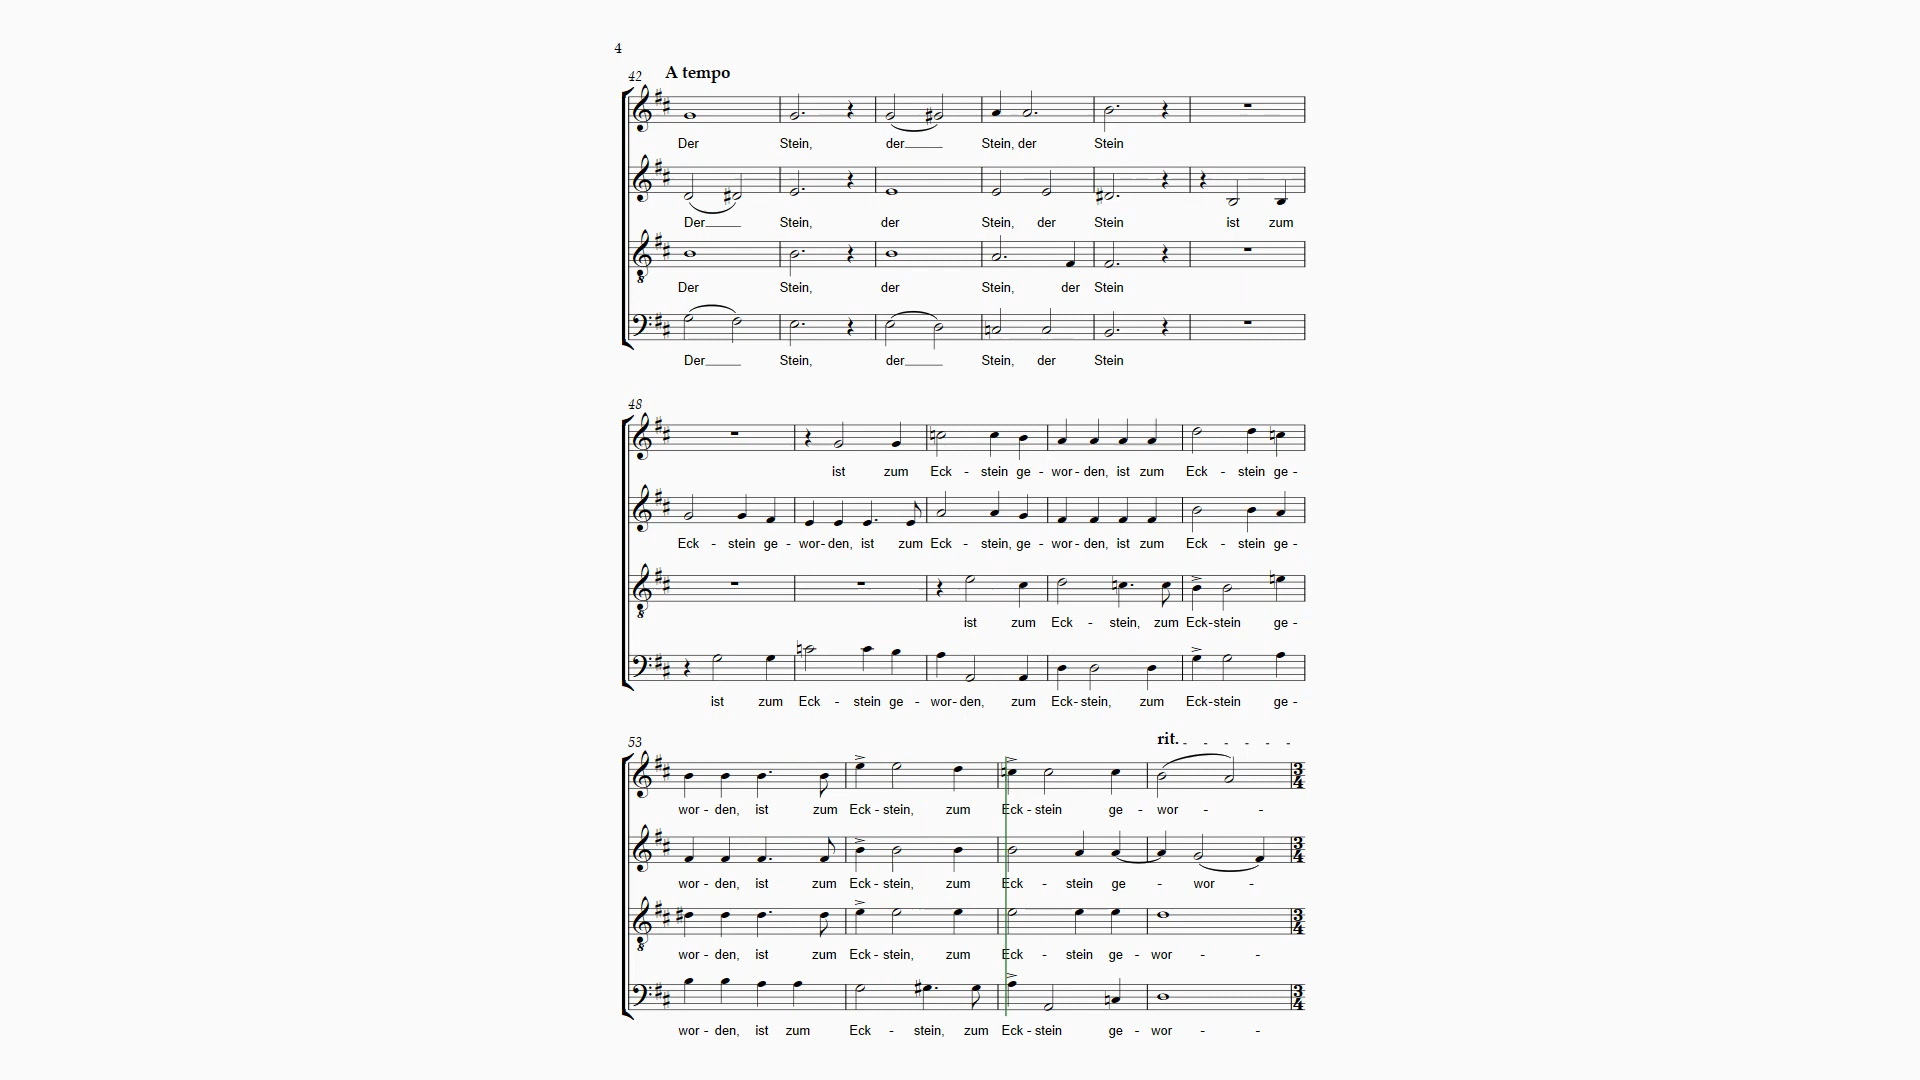 4
42 A tempo
Der Stein, der Stein, der Stein
Der Stein, der Stein, der Stein ist zum
Der Stein, der Stein, der Stein
Der Stein, der Stein, der Stein
48
ist zum Eck - stein ge - wor - den, ist zum Eck - stein ge -
Eck - stein ge - wor - den, ist zum Eck - stein, ge - wor - den, ist zum Eck - stein ge -
ist zum Eck - stein, zum Eck - stein ge -
ist zum Eck - stein ge - wor - den, zum Eck - stein, zum Eck - stein ge -
53 rit.
wor - den, ist zum Eck - stein, zum Eck - stein ge - wor - -
wor - den, ist zum Eck - stein, zum Eck - stein ge - wor -
wor - den, ist zum Eck - stein, zum Eck - stein ge - wor - -
wor - den, ist zum Eck - stein, zum Eck - stein ge - wor - -